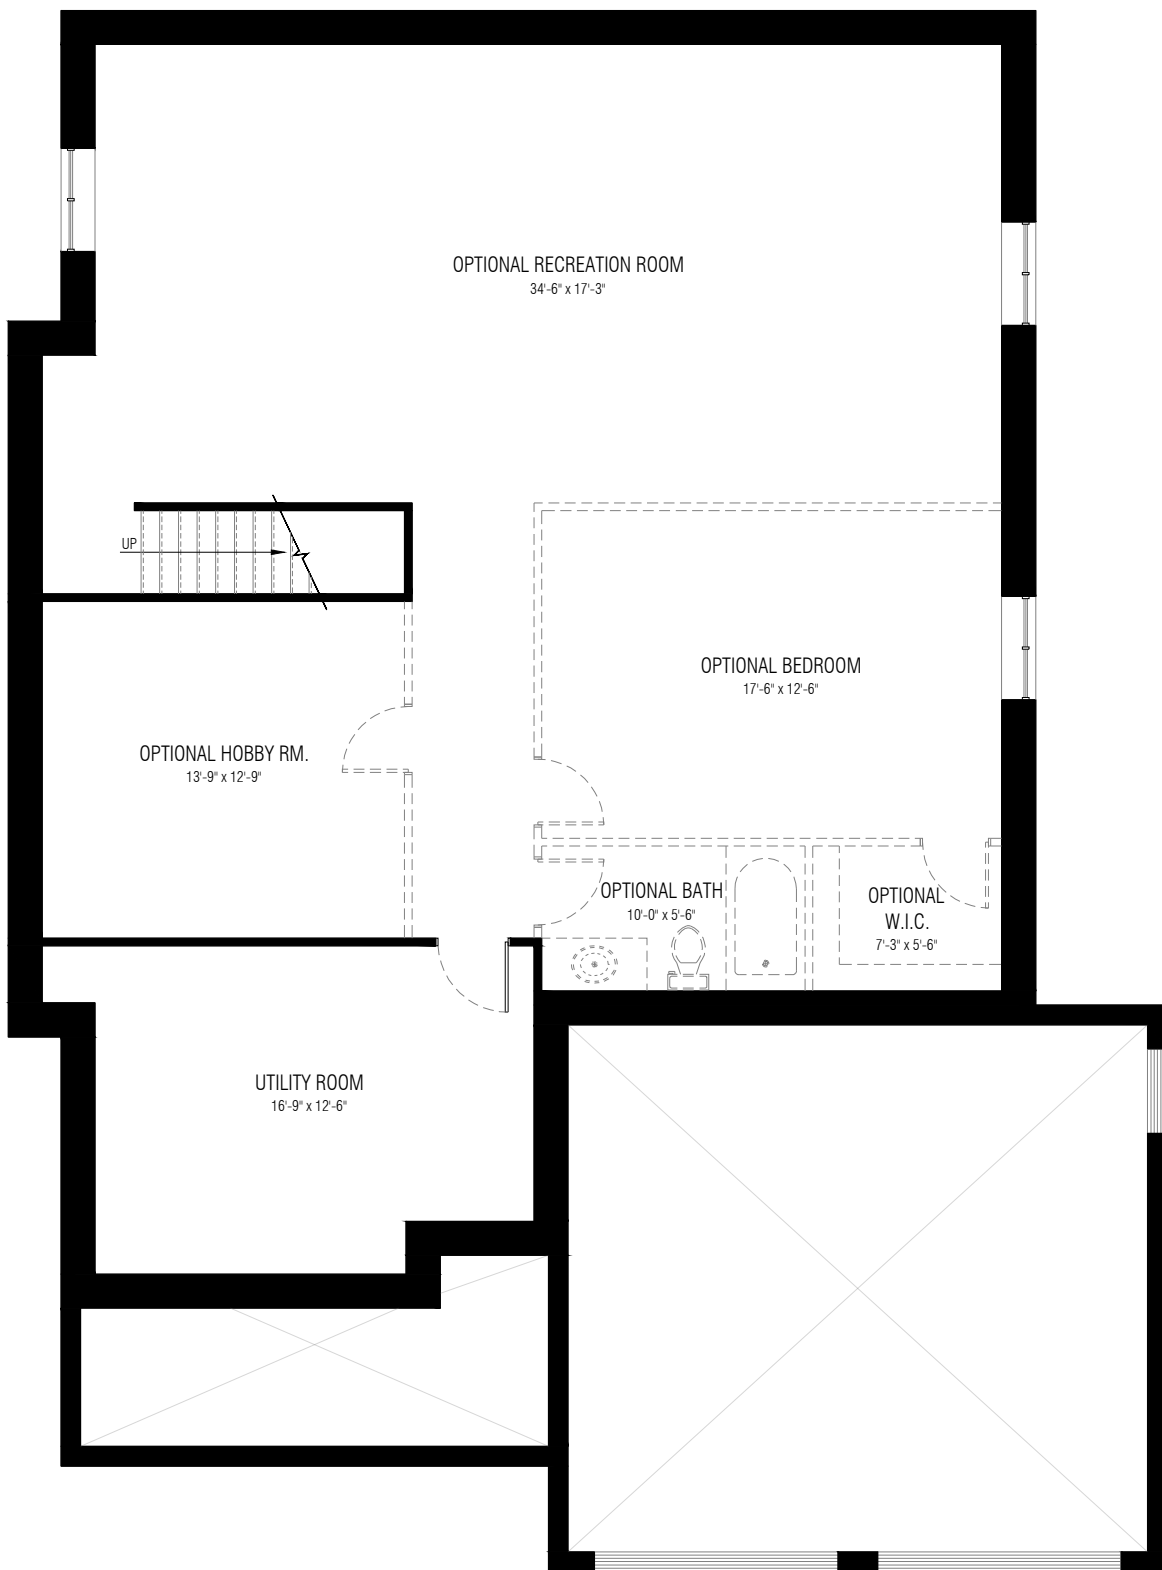 OPTIONAL RECREATION ROOM
34'-6" x 17'-3"
UP
OPTIONAL BEDROOM
17'-6" x 12'-6"
OPTIONAL HOBBY RM.
13'-9" x 12'-9"
OPTIONAL BATH
10'-0" x 5'-6"
OPTIONAL
W.I.C.
7'-3" x 5'-6"
UTILITY ROOM
16'-9" x 12'-6"